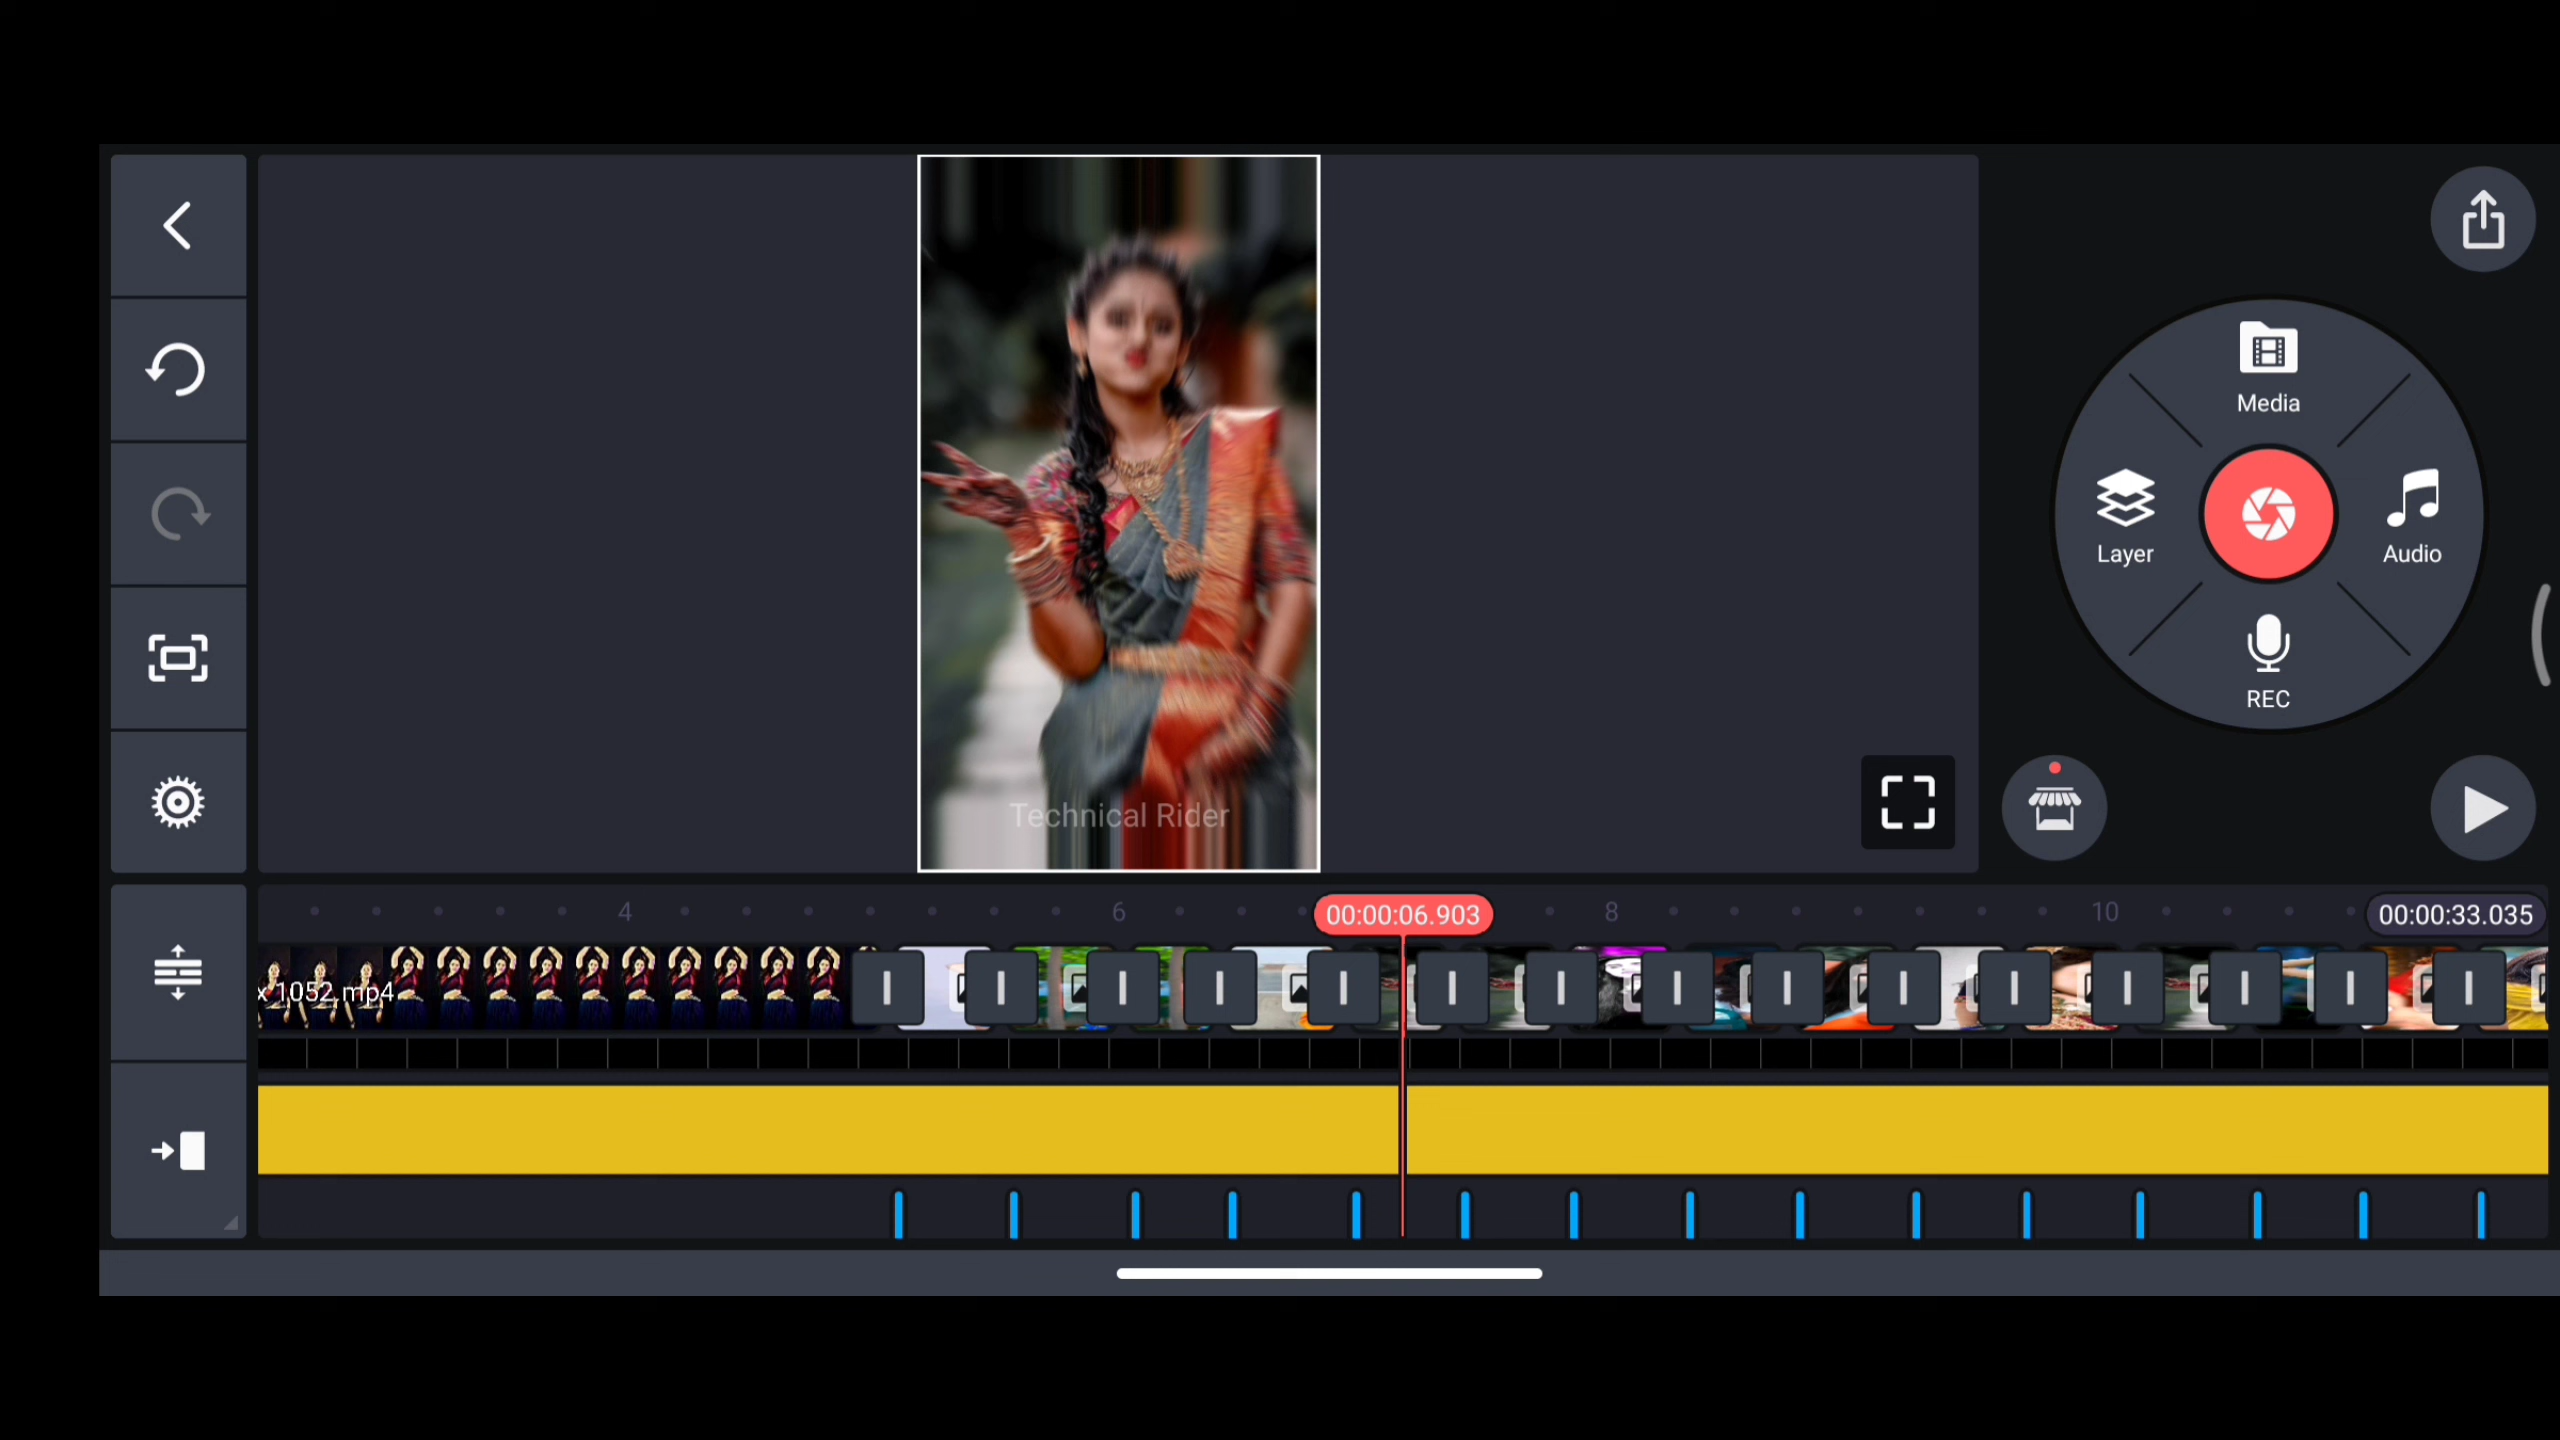 Media
Layer
Audio
REC
Technical Rider
4
6
00:00:06.903
8
10
00:00:33.035
x 1052.mp4